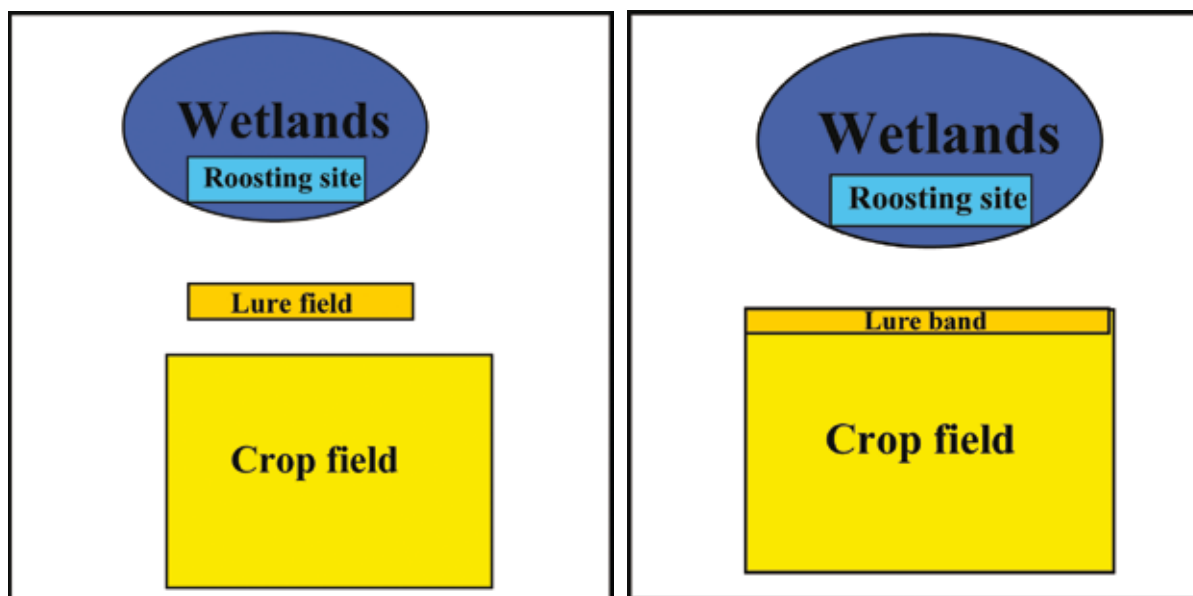 Wetlands
Roosting site
Lure field
Crop field
Wetlands
Roosting site
Lure band
Crop field